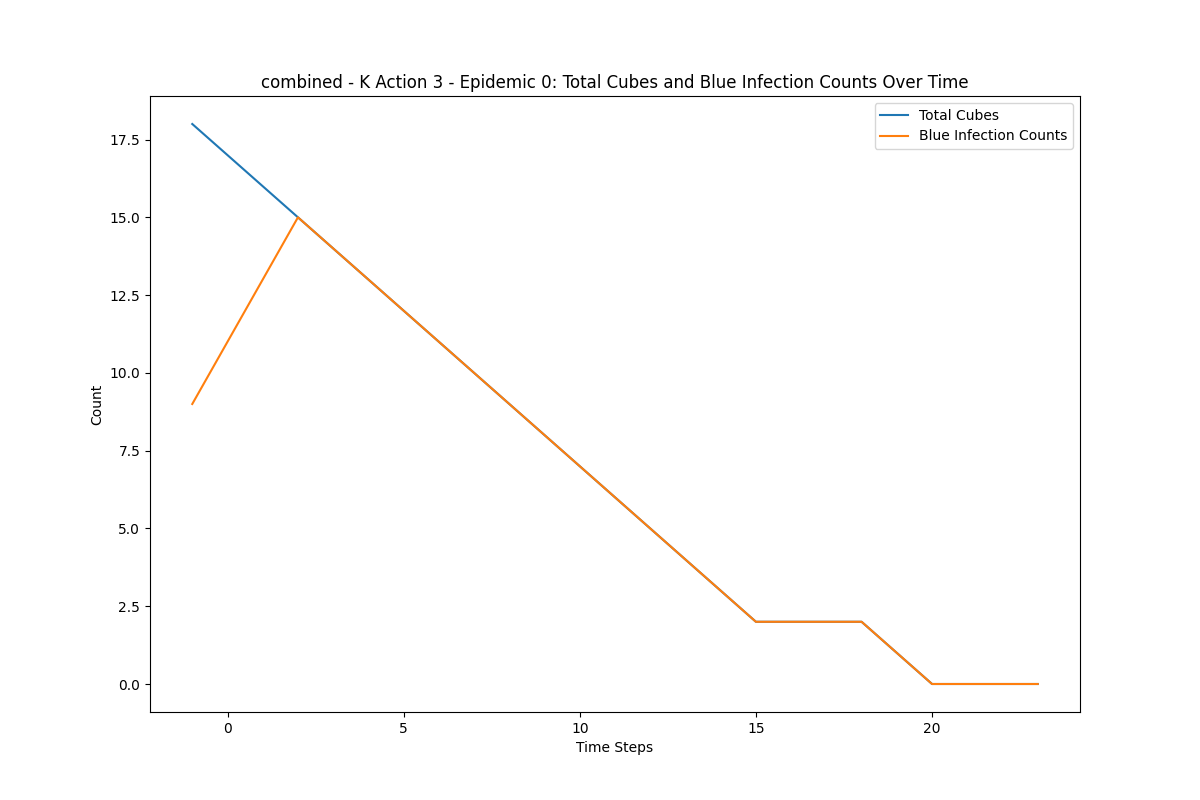 combined - K Action 3 - Epidemic 0: Total Cubes and Blue Infection Counts Over Time
Total Cubes
Blue Infection Counts
17.5
15.0
12.5
10.0
7.5
5.0
2.5
0.0
Count
0 5 10 15 20
Time Steps